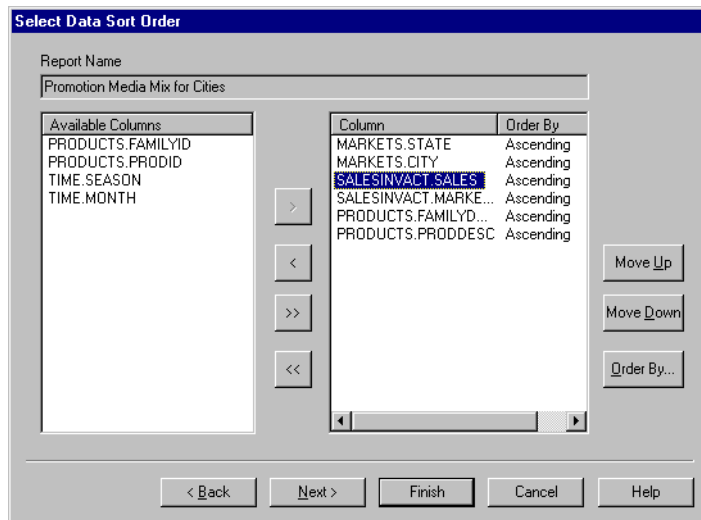 Select Data Sort Order
Report Name
Promotion Media Mix for Cities
Available Columns
PRODUCTS.FAMILYID
PRODUCTS.PRODID
TIME.SEASON
TIME.MONTH
>
<
>>
<<
Column Order By
MARKETS.STATE Ascending
MARKETS.CITY Ascending
SALESINVACT.SALES Ascending
SALESINVACT.MARKE... Ascending
PRODUCTS.FAMILYD... Ascending
PRODUCTS.PRODDESC Ascending
Move Up
Move Down
Order By...
< Back Next > Finish Cancel Help